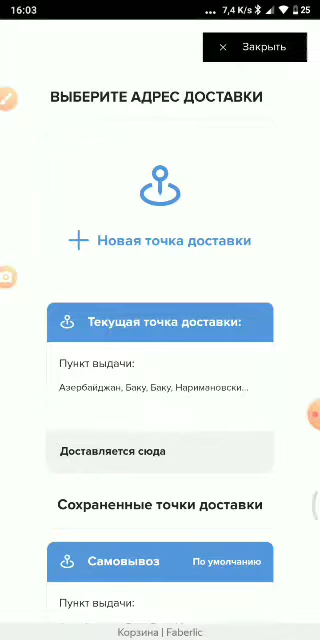 16:03 ... 7,4 K/s 25
× Закрыть
ВЫБЕРИТЕ АДРЕС ДОСТАВКИ
+ Новая точка доставки
Текущая точка доставки:
Пункт выдачи:
Азербайджан, Баку, Баку, Наримановски...
Доставляется сюда
Сохраненные точки доставки
Самовывоз По умолчанию
Пункт выдачи:
Корзина | Faberlic